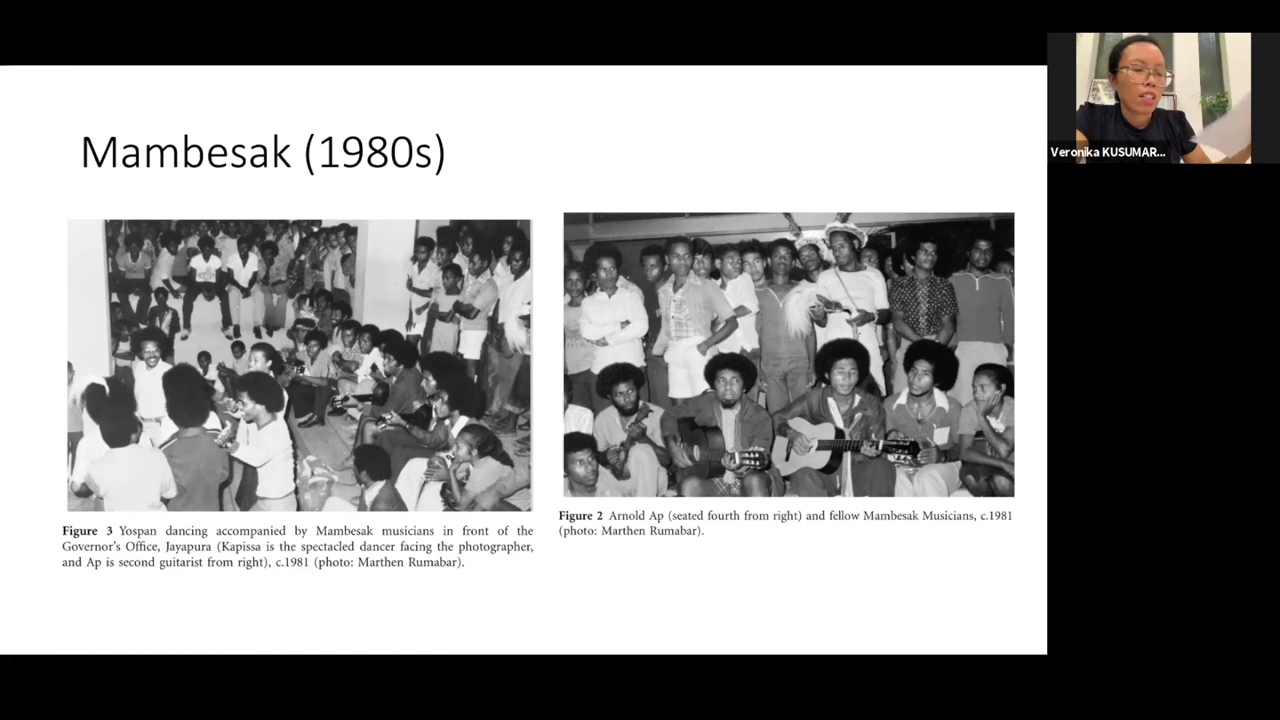 Mambesak (1980s)
Figure 3 Yospan dancing accompanied by Mambesak musicians in front of the
Governor's Office, Jayapura (Kapissa is the spectacled dancer facing the photographer,
and Ap is second guitarist from right), c.1981 (photo: Marthen Rumabar).
Figure 2 Arnold Ap (seated fourth from right) and fellow Mambesak Musicians, c.1981
(photo: Marthen Rumabar).
Veronika KUSUMAR...